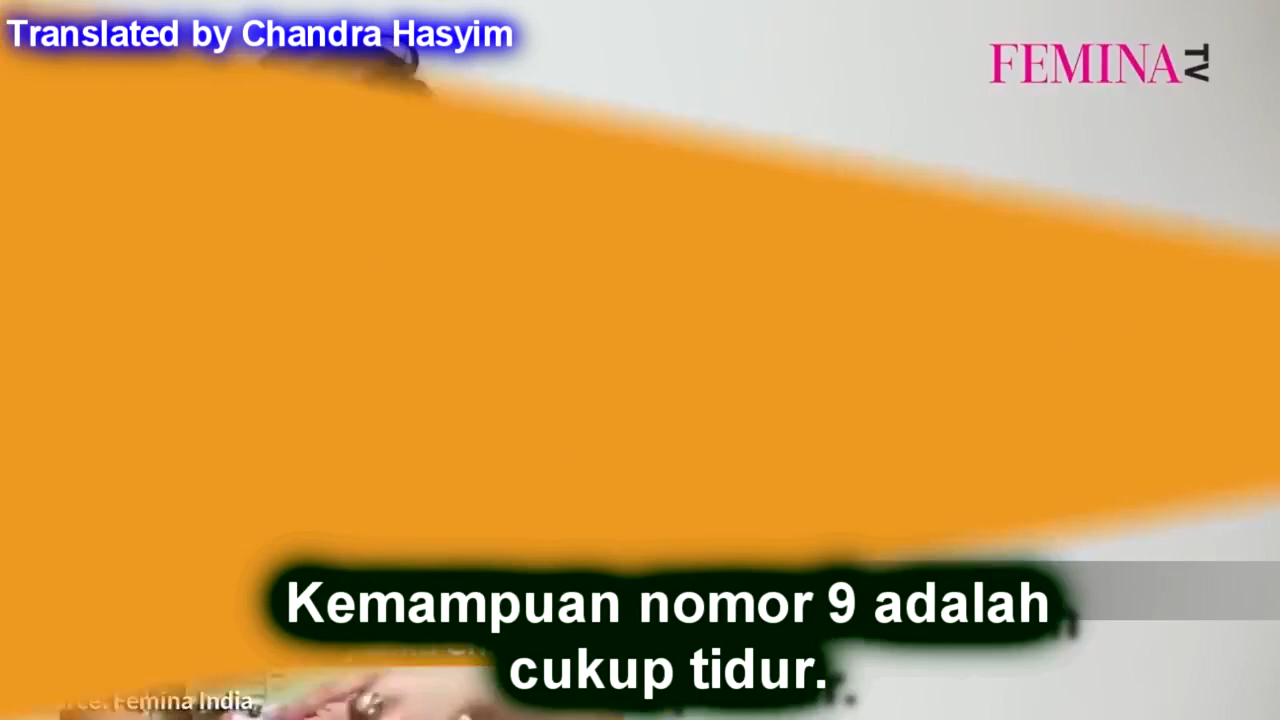 Translated by Chandra Hasyim
FEMINA TV
Kemampuan nomor 9 adalah
cukup tidur.
Femina India